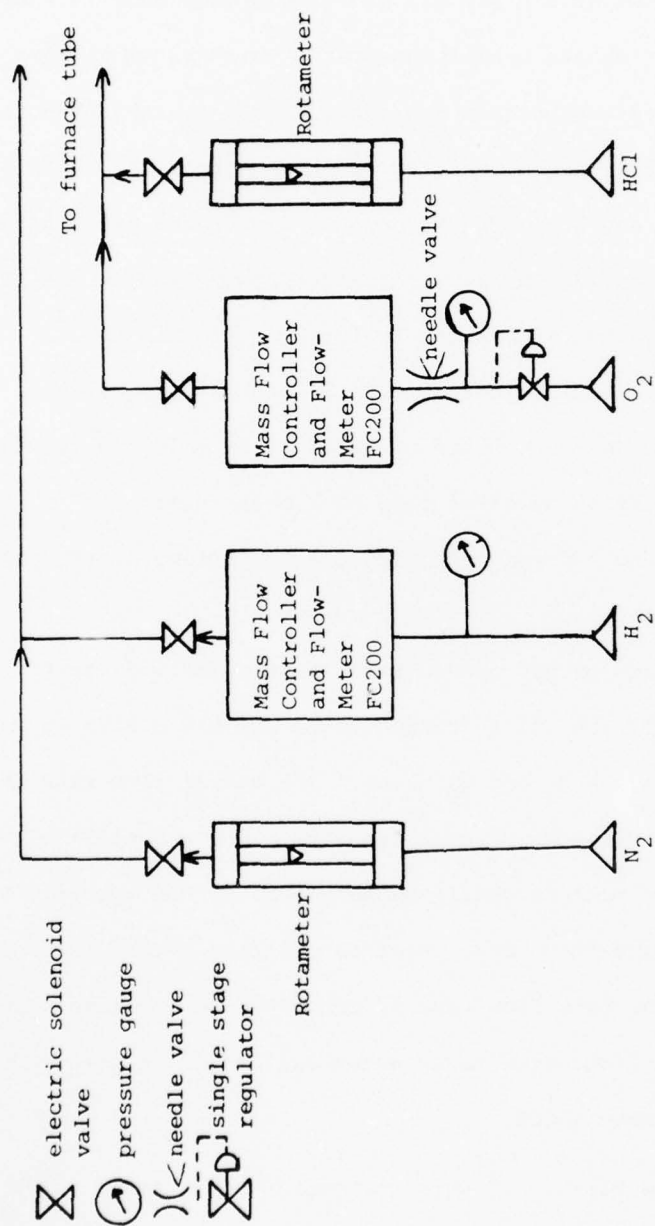 To furnace tube
Rotameter
HCl
Mass Flow
Controller
and Flow-
Meter
FC200
needle valve
O2
Mass Flow
Controller
and Flow-
Meter
FC200
H2
Rotameter
N2
electric solenoid
valve
pressure gauge
needle valve
single stage
regulator